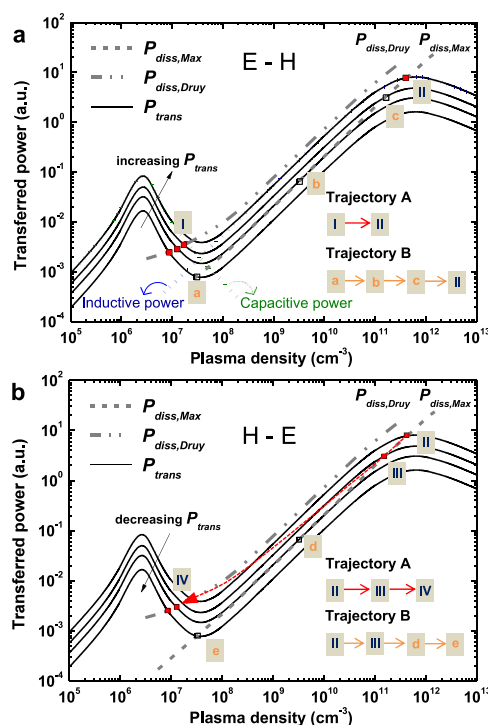 a
E - H
P_diss,Max
P_diss,Druy
P_trans
P_diss,Druy
P_diss,Max
increasing P_trans
I
II
a
b
c
Inductive power
Capacitive power
Trajectory A
I II
Trajectory B
a b c II
Transferred power (a.u.)
10^2
10^1
10^0
10^-1
10^-2
10^-3
10^-4
10^5 10^6 10^7 10^8 10^9 10^10 10^11 10^12 10^13
Plasma density (cm^-3)
b
H - E
P_diss,Max
P_diss,Druy
P_trans
P_diss,Druy
P_diss,Max
decreasing P_trans
IV
II
III
d
e
Trajectory A
II III IV
Trajectory B
II III d e
Transferred power (a.u.)
10^2
10^1
10^0
10^-1
10^-2
10^-3
10^-4
10^5 10^6 10^7 10^8 10^9 10^10 10^11 10^12 10^13
Plasma density (cm^-3)